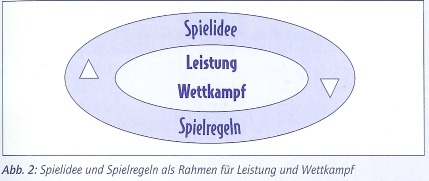 Spielidee
Leistung
Wettkampf
Spielregeln
Abb. 2: Spielidee und Spielregeln als Rahmen für Leistung und Wettkampf